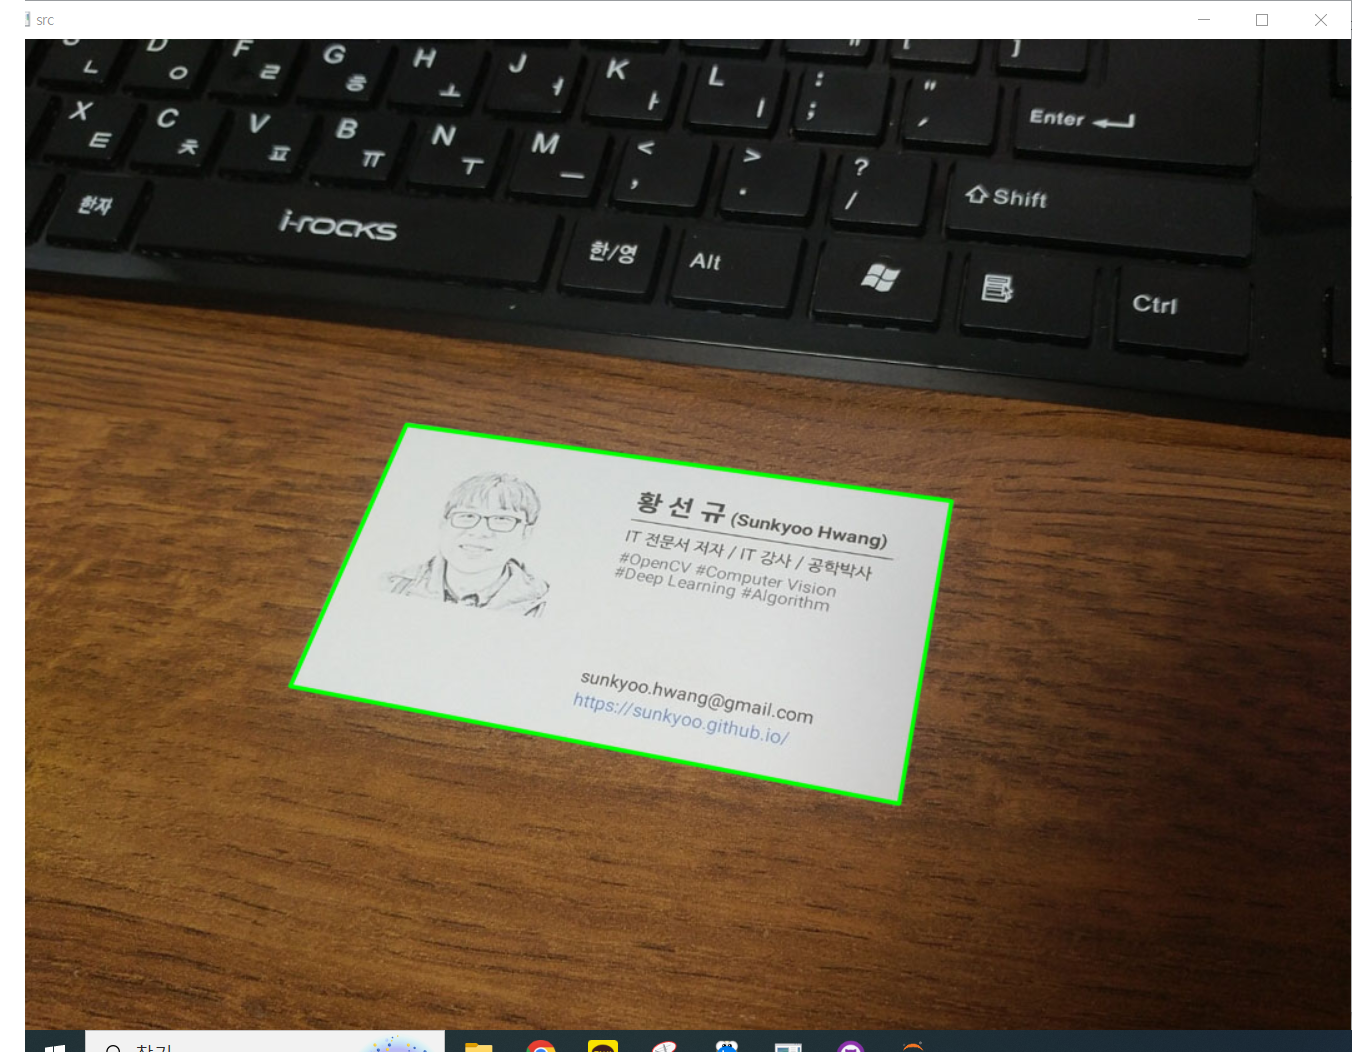 src
ㄴ D ㅇ F ㄹ G ㅎ H ㅗ J ㅓ K ㅏ L ㅣ : ; " ' [ ] Enter
X ㅌ C ㅊ V ㅍ B ㅠ N ㅜ M ㅡ < , > . ? / Shift
한자 i-rocks 한/영 Alt Ctrl
황 선 규 (Sunkyoo Hwang)
IT 전문서 저자 / IT 강사 / 공학박사
#OpenCV #Computer Vision
#Deep Learning #Algorithm
sunkyoo.hwang@gmail.com
https://sunkyoo.github.io/
찾기